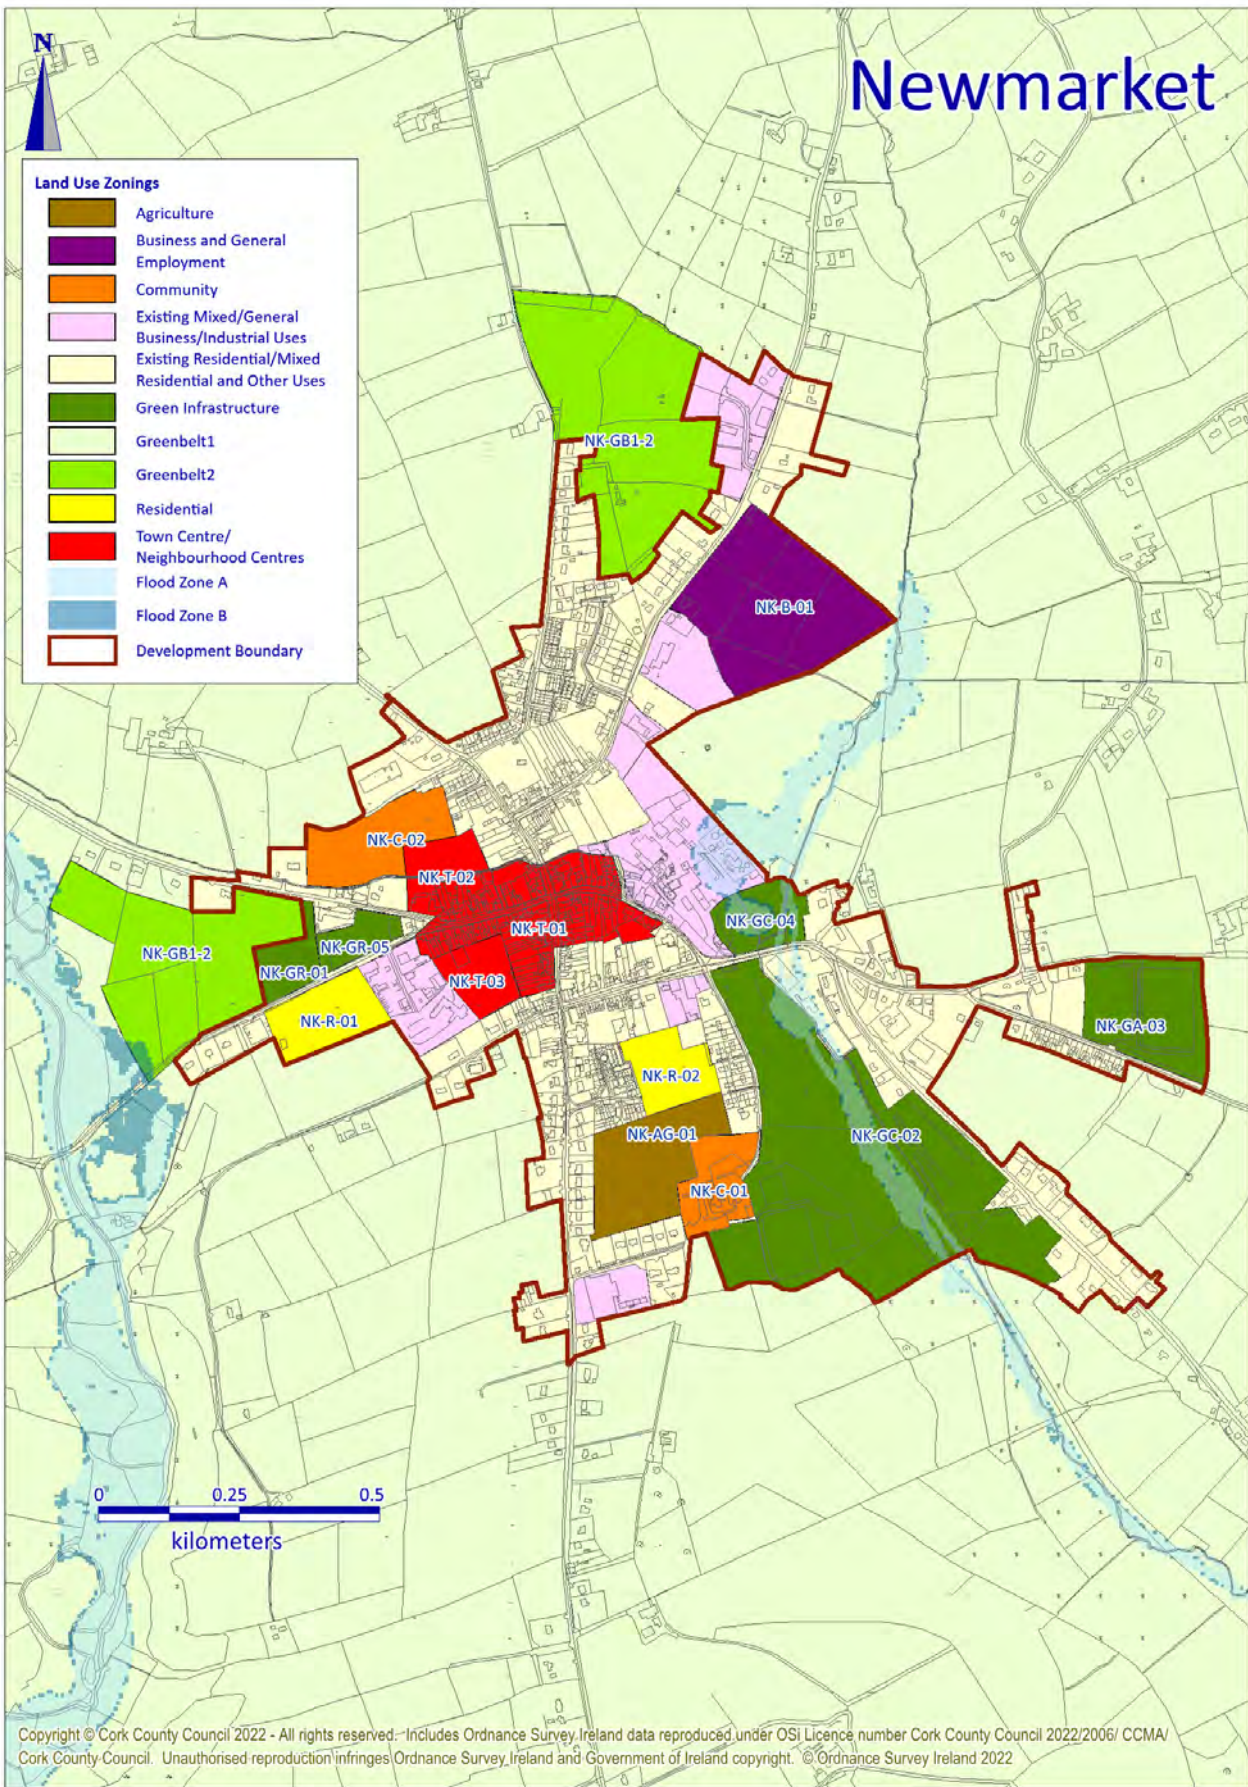 N
Newmarket
Land Use Zonings
Agriculture
Business and General
Employment
Community
Existing Mixed/General
Business/Industrial Uses
Existing Residential/Mixed
Residential and Other Uses
Green Infrastructure
Greenbelt1
Greenbelt2
Residential
Town Centre/
Neighbourhood Centres
Flood Zone A
Flood Zone B
Development Boundary
NK-GB1-2
NK-B-01
NK-C-02
NK-T-02
NK-GC-04
NK-T-01
NK-GR-05
NK-GB1-2
NK-GR-01
NK-T-03
NK-R-01
NK-GA-03
NK-R-02
NK-AG-01
NK-GC-02
NK-C-01
0 0.25 0.5
kilometers
Copyright © Cork County Council 2022 - All rights reserved. Includes Ordnance Survey Ireland data reproduced under OSi Licence number Cork County Council 2022/2006/ CCMA/
Cork County Council. Unauthorised reproduction infringes Ordnance Survey Ireland and Government of Ireland copyright. © Ordnance Survey Ireland 2022